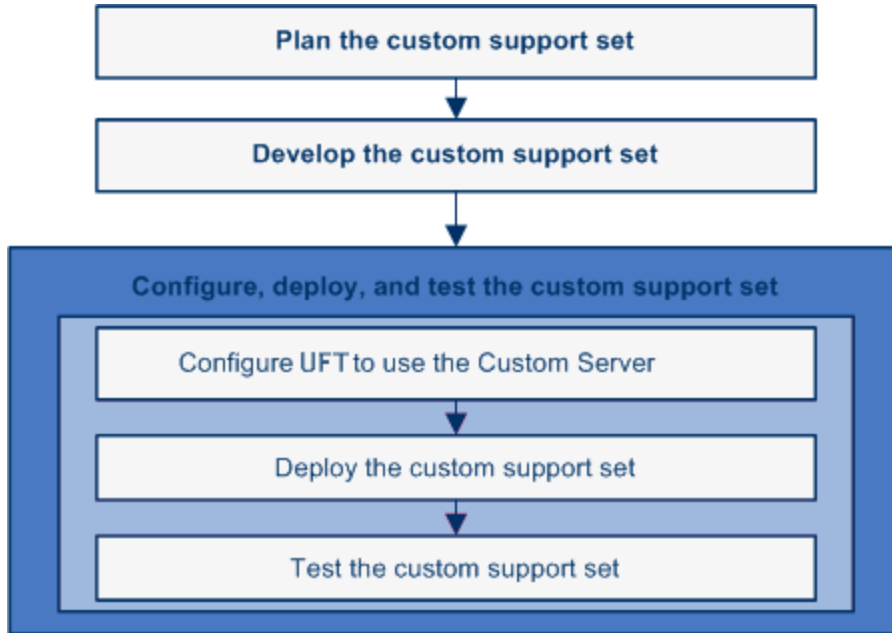 Plan the custom support set
Develop the custom support set
Configure, deploy, and test the custom support set
Configure UFT to use the Custom Server
Deploy the custom support set
Test the custom support set